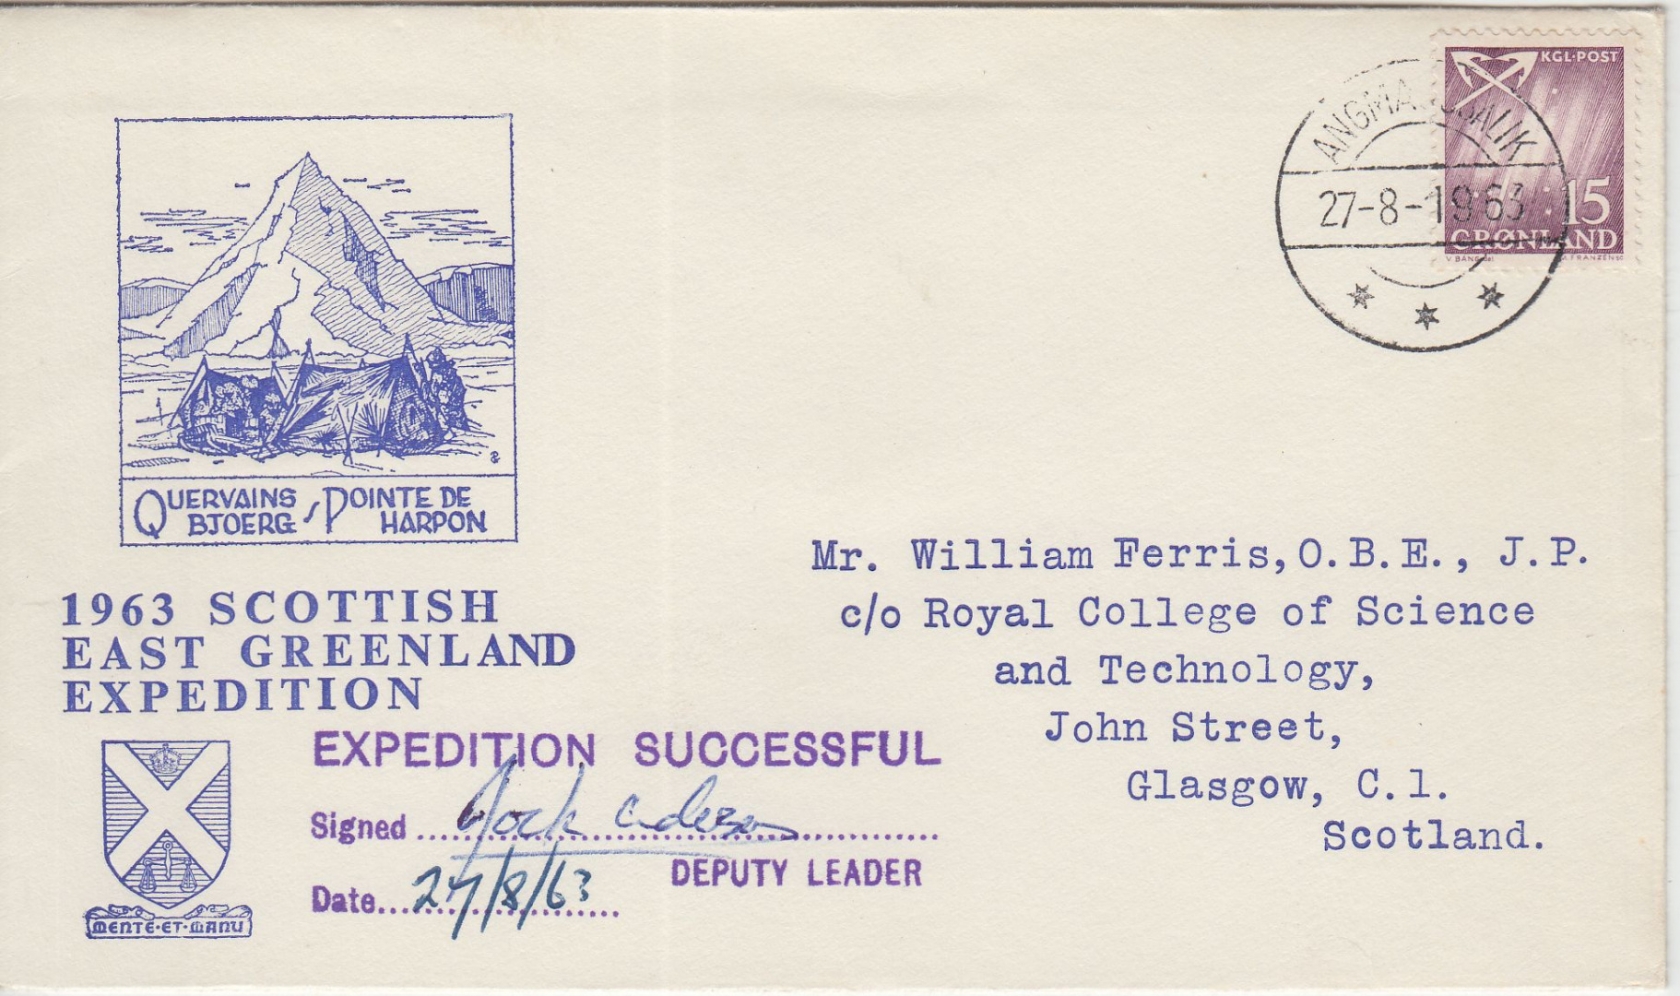 KGL·POST
15
GRØNLAND
27-8-1963
QUERVAINS
BJOERG
POINTE DE
HARPON
1963 SCOTTISH
EAST GREENLAND
EXPEDITION
MENTE·ET·MANU
EXPEDITION SUCCESSFUL
Signed Jock Anderson
DEPUTY LEADER
Date 27/8/63
Mr. William Ferris, O.B.E., J.P.
c/o Royal College of Science
and Technology,
John Street,
Glasgow, C.1.
Scotland.